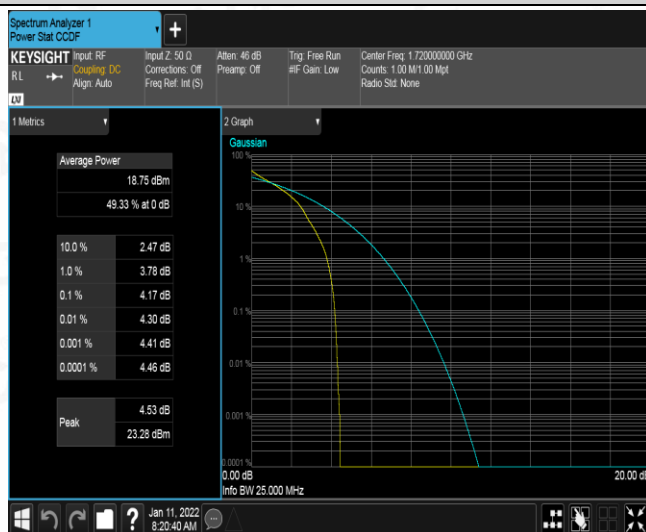 Spectrum Analyzer 1
Power Stat CCDF
KEYSIGHT
RL
LXI
Input: RF
Coupling: DC
Align: Auto
Input Z: 50 Ω
Corrections: Off
Freq Ref: Int (S)
Atten: 46 dB
Preamp: Off
Trig: Free Run
#IF Gain: Low
Center Freq: 1.720000000 GHz
Counts: 1.00 M/1.00 Mpt
Radio Std: None
1 Metrics
Average Power
18.75 dBm
49.33 % at 0 dB
10.0 % 2.47 dB
1.0 % 3.78 dB
0.1 % 4.17 dB
0.01 % 4.30 dB
0.001 % 4.41 dB
0.0001 % 4.46 dB
Peak
4.53 dB
23.28 dBm
2 Graph
Gaussian
100 %
10 %
1 %
0.1 %
0.01 %
0.001 %
0.0001 %
0.00 dB
20.00 dB
Info BW 25.000 MHz
Jan 11, 2022
8:20:40 AM